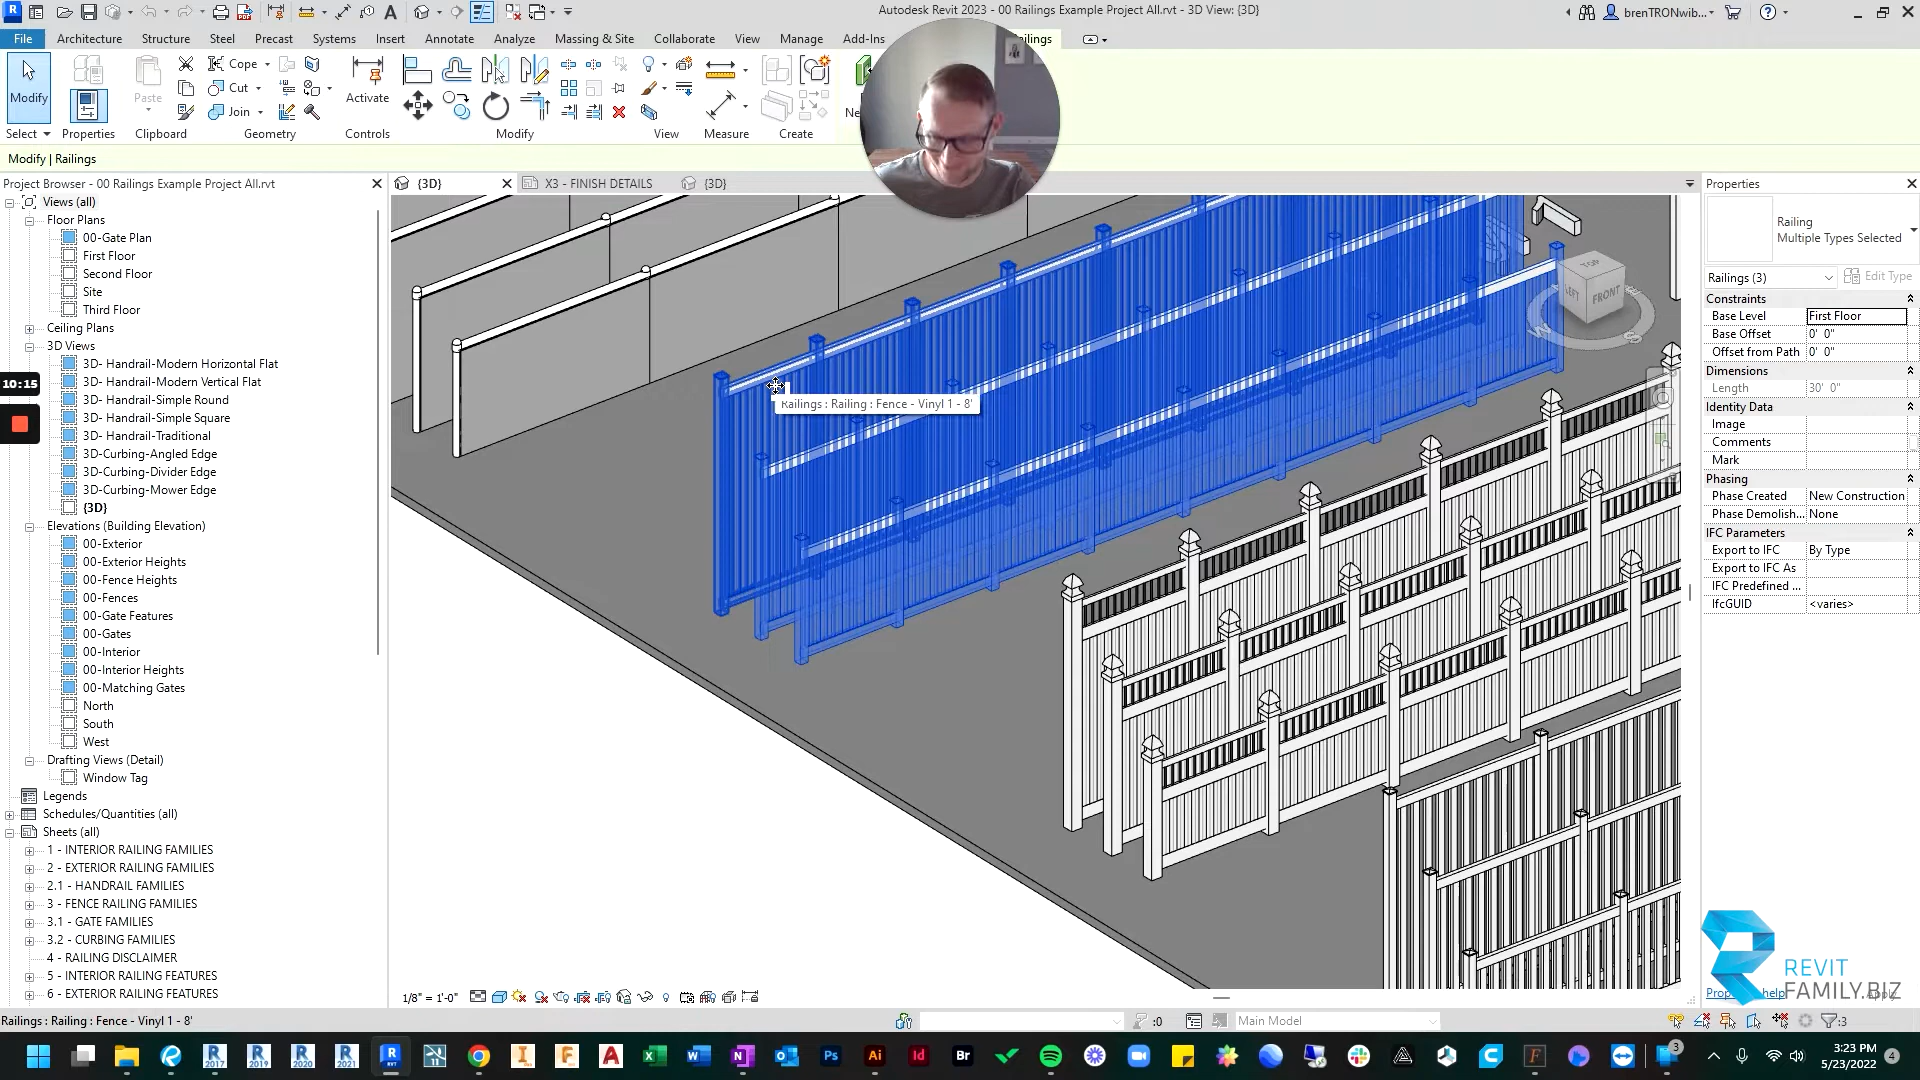 Autodesk Revit 2023 - 00 Railings Example Project All.rvt - 3D View: {3D}
brenTRONwib...
File
Architecture
Structure
Steel
Precast
Systems
Insert
Annotate
Analyze
Massing & Site
Collaborate
View
Manage
Add-Ins
Modify
Paste
Cope
Cut
Join
Activate
Select
Properties
Clipboard
Geometry
Controls
Modify
View
Measure
Create
Modify | Railings
Project Browser - 00 Railings Example Project All.rvt
{3D}
X3 - FINISH DETAILS
{3D}
Properties
Views (all)
Floor Plans
00-Gate Plan
First Floor
Second Floor
Site
Third Floor
Ceiling Plans
3D Views
3D- Handrail-Modern Horizontal Flat
3D- Handrail-Modern Vertical Flat
3D- Handrail-Simple Round
3D- Handrail-Simple Square
3D- Handrail-Traditional
3D-Curbing-Angled Edge
3D-Curbing-Divider Edge
3D-Curbing-Mower Edge
{3D}
Elevations (Building Elevation)
00-Exterior
00-Exterior Heights
00-Fence Heights
00-Fences
00-Gate Features
00-Gates
00-Interior
00-Interior Heights
00-Matching Gates
North
South
West
Drafting Views (Detail)
Window Tag
Legends
Schedules/Quantities (all)
Sheets (all)
1 - INTERIOR RAILING FAMILIES
2 - EXTERIOR RAILING FAMILIES
2.1 - HANDRAIL FAMILIES
3 - FENCE RAILING FAMILIES
3.1 - GATE FAMILIES
3.2 - CURBING FAMILIES
4 - RAILING DISCLAIMER
5 - INTERIOR RAILING FEATURES
6 - EXTERIOR RAILING FEATURES
10:15
Railings : Railing : Fence - Vinyl 1 - 8'
TOP
LEFT
FRONT
W
S
Railing
Multiple Types Selected
Railings (3)
Edit Type
Constraints
Base Level First Floor
Base Offset 0' 0"
Offset from Path 0' 0"
Dimensions
Length 30' 0"
Identity Data
Image
Comments
Mark
Phasing
Phase Created New Construction
Phase Demolish... None
IFC Parameters
Export to IFC By Type
Export to IFC As
IFC Predefined ...
IfcGUID <varies>
REVIT
FAMILY.BIZ
1/8" = 1'-0"
Railings : Railing : Fence - Vinyl 1 - 8'
:0
Main Model
:3
2017
2019
2020
2021
Ps
Ai
Id
Br
3
3:23 PM
5/23/2022
4